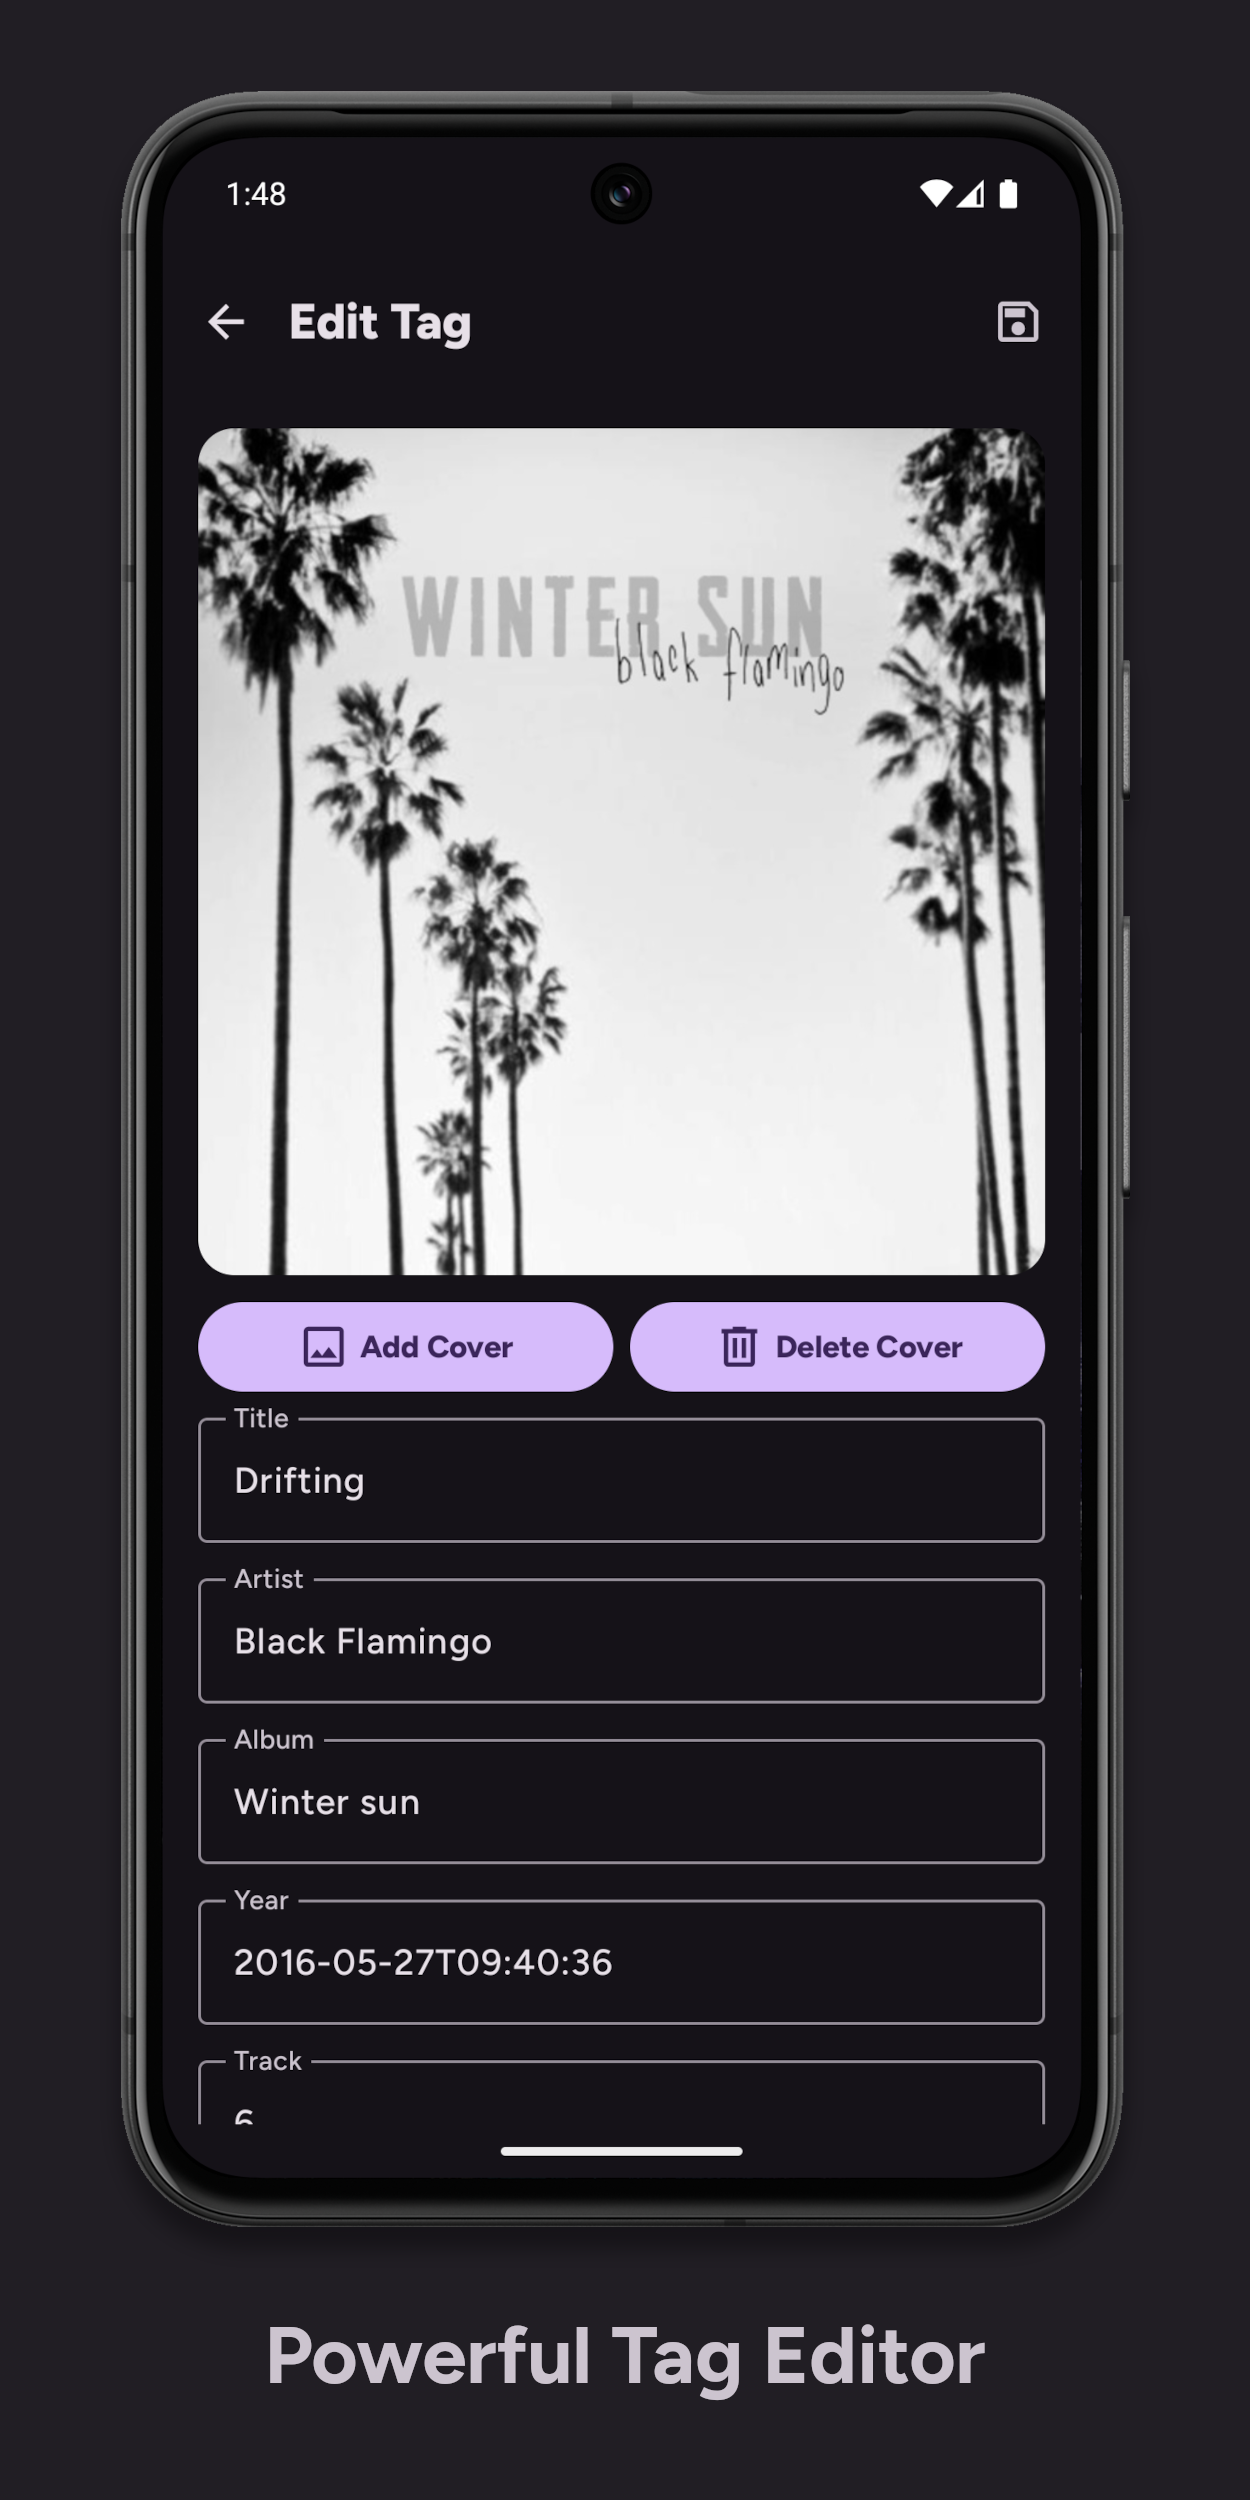 1:48
Edit Tag
WINTER SUN
black flamingo
Add Cover
Delete Cover
Title
Drifting
Artist
Black Flamingo
Album
Winter sun
Year
2016-05-27T09:40:36
Track
6
Powerful Tag Editor